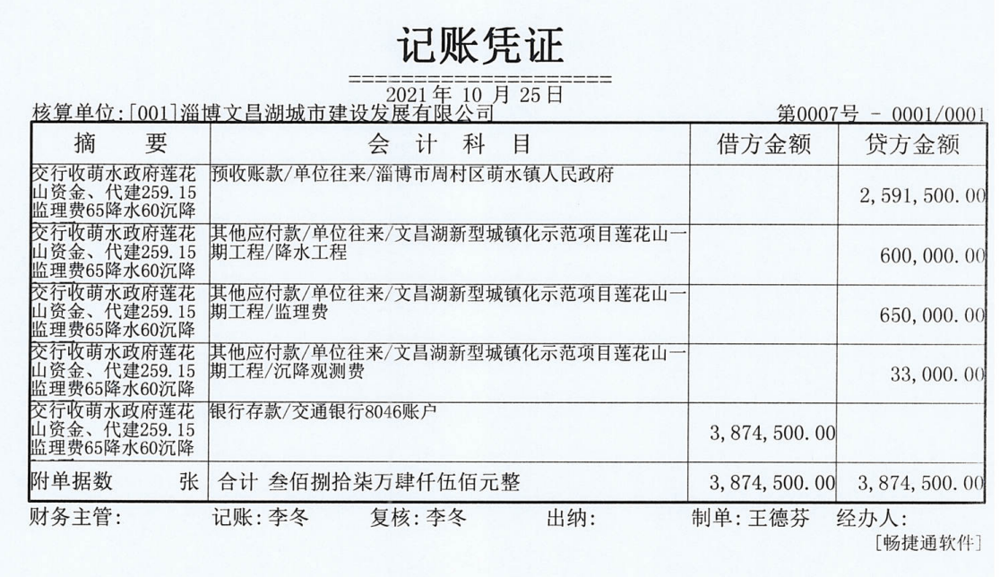 记账凭证
====================
2021 年 10 月 25 日
核算单位:[001]淄博文昌湖城市建设发展有限公司 第0007号 - 0001/0001
摘 要 会 计 科 目 借方金额 贷方金额
交行收萌水政府莲花 预收账款/单位往来/淄博市周村区萌水镇人民政府
山资金、代建259.15 2,591,500.00
监理费65降水60沉降
交行收萌水政府莲花 其他应付款/单位往来/文昌湖新型城镇化示范项目莲花山一
山资金、代建259.15 期工程/降水工程 600,000.00
监理费65降水60沉降
交行收萌水政府莲花 其他应付款/单位往来/文昌湖新型城镇化示范项目莲花山一
山资金、代建259.15 期工程/监理费 650,000.00
监理费65降水60沉降
交行收萌水政府莲花 其他应付款/单位往来/文昌湖新型城镇化示范项目莲花山一
山资金、代建259.15 期工程/沉降观测费 33,000.00
监理费65降水60沉降
交行收萌水政府莲花 银行存款/交通银行8046账户
山资金、代建259.15 3,874,500.00
监理费65降水60沉降
附单据数 张 合计 叁佰捌拾柒万肆仟伍佰元整 3,874,500.00 3,874,500.00
财务主管: 记账:李冬 复核:李冬 出纳: 制单:王德芬 经办人:
[畅捷通软件]